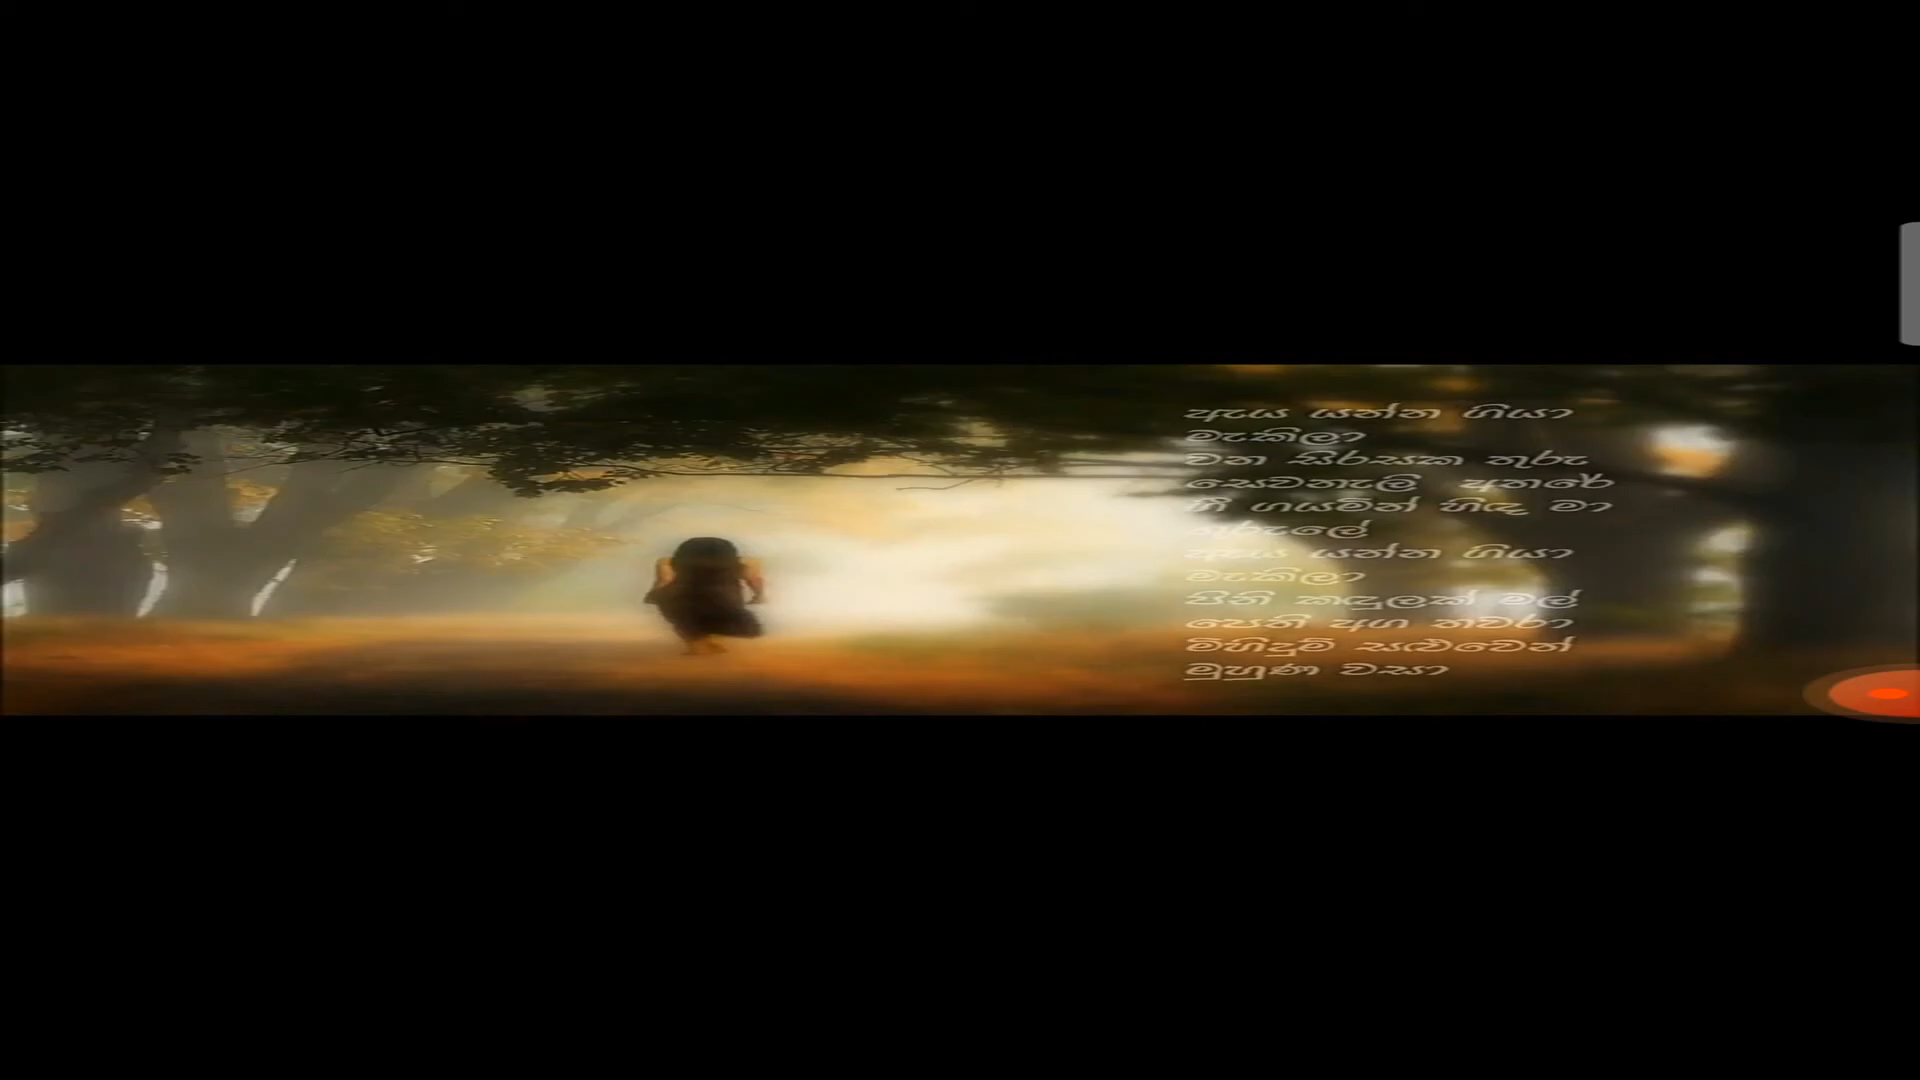 ඇය යන්න ගියා
මැකිලා
වන සිරසක තුරු
සෙවනැලි අතරේ
ගී ගයමින් හිඳ මා
තුරුලේ
ඇය යන්න ගියා
මැකිලා
පිනි කඳුලක් මල්
පෙති අග තවරා
මිහිදුම් සළුවෙන්
මුහුණ වසා